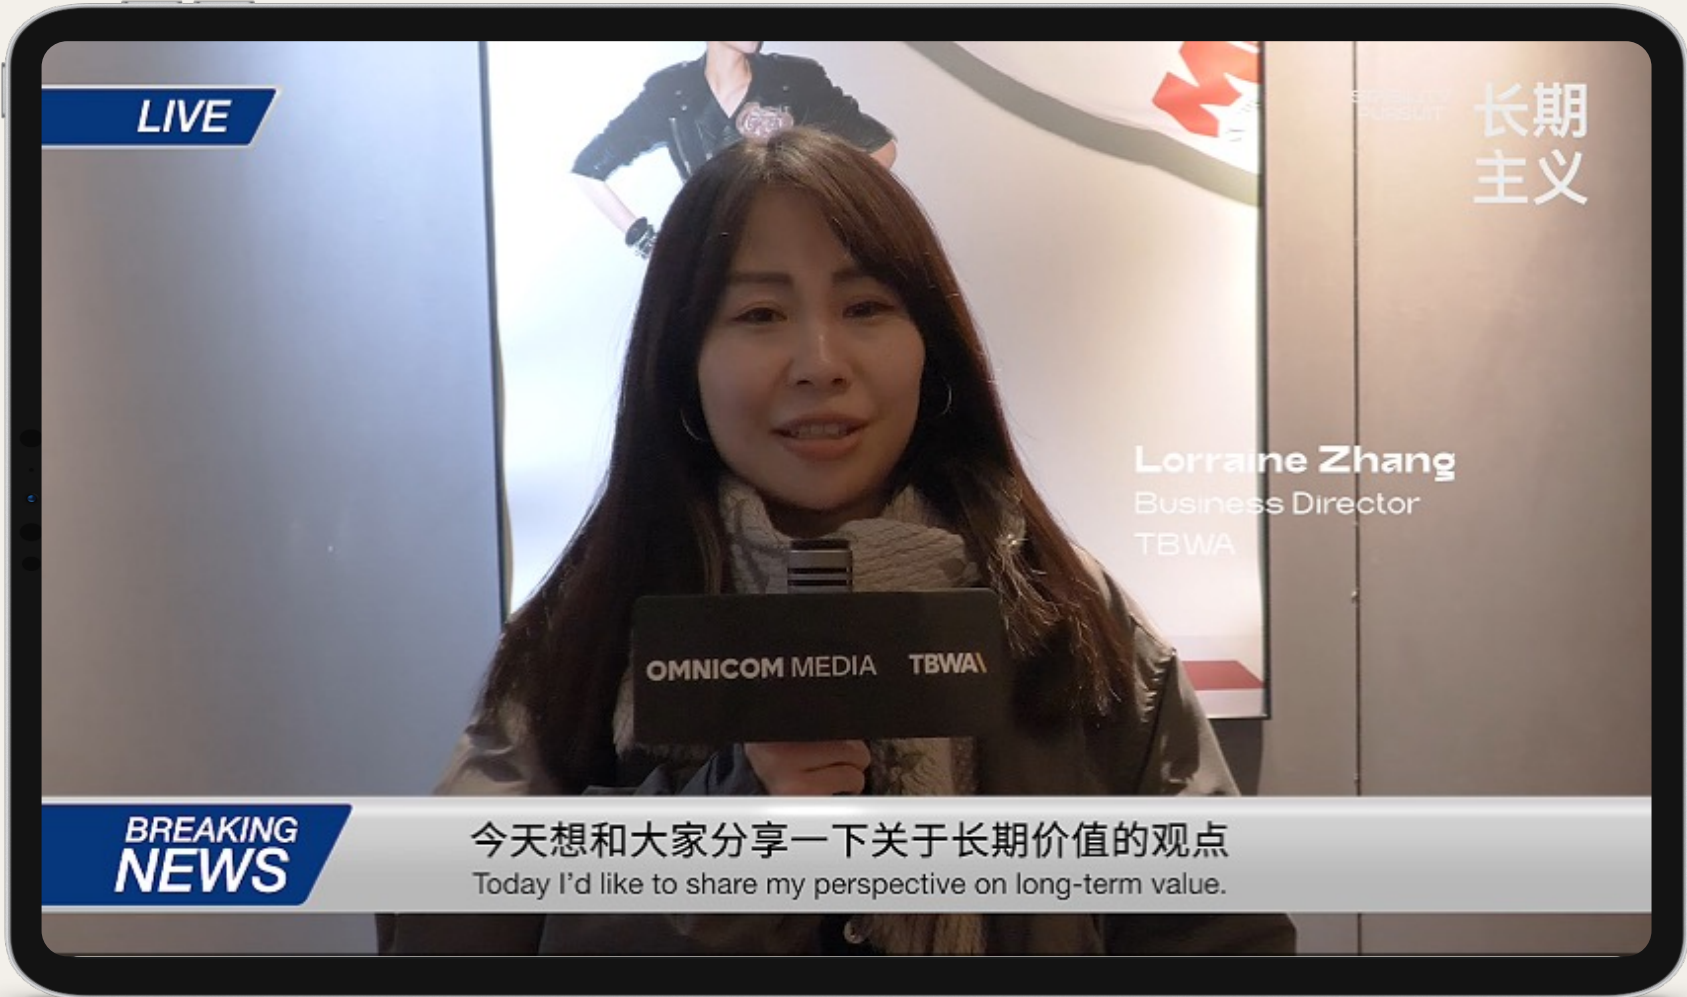 LIVE
长期
主义
Lorraine Zhang
Business Director
TBWA
OMNICOM MEDIA TBWA\
BREAKING
NEWS
今天想和大家分享一下关于长期价值的观点
Today I'd like to share my perspective on long-term value.